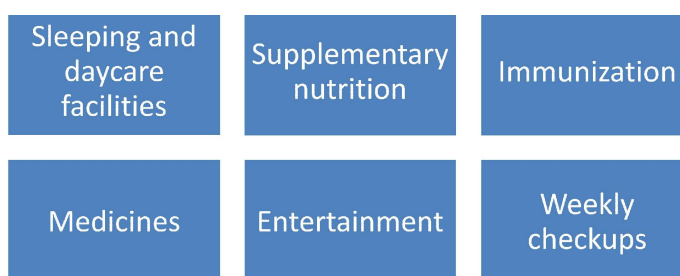 Sleeping and
daycare
facilities
Supplementary
nutrition
Immunization
Medicines
Entertainment
Weekly
checkups